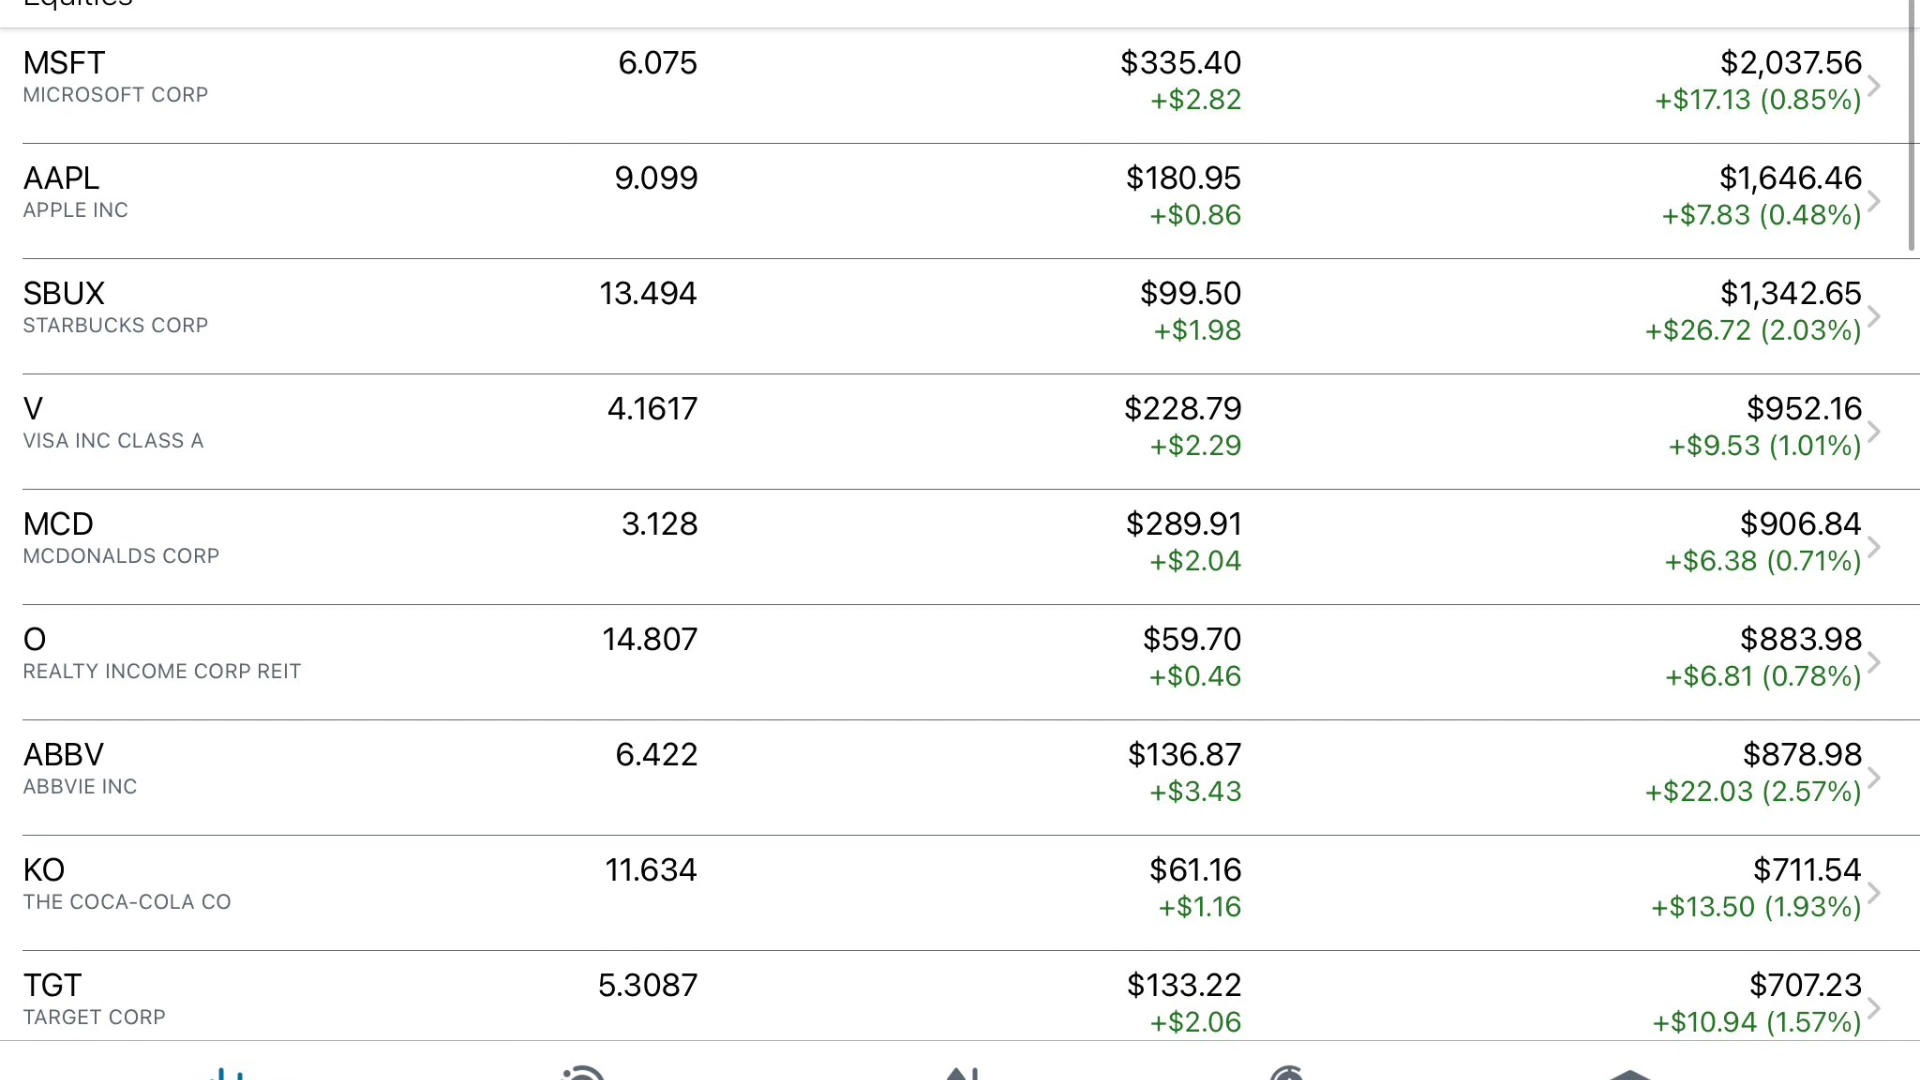 Equities
MSFT 6.075 $335.40 $2,037.56
MICROSOFT CORP +$2.82 +$17.13 (0.85%)
AAPL 9.099 $180.95 $1,646.46
APPLE INC +$0.86 +$7.83 (0.48%)
SBUX 13.494 $99.50 $1,342.65
STARBUCKS CORP +$1.98 +$26.72 (2.03%)
V 4.1617 $228.79 $952.16
VISA INC CLASS A +$2.29 +$9.53 (1.01%)
MCD 3.128 $289.91 $906.84
MCDONALDS CORP +$2.04 +$6.38 (0.71%)
O 14.807 $59.70 $883.98
REALTY INCOME CORP REIT +$0.46 +$6.81 (0.78%)
ABBV 6.422 $136.87 $878.98
ABBVIE INC +$3.43 +$22.03 (2.57%)
KO 11.634 $61.16 $711.54
THE COCA-COLA CO +$1.16 +$13.50 (1.93%)
TGT 5.3087 $133.22 $707.23
TARGET CORP +$2.06 +$10.94 (1.57%)